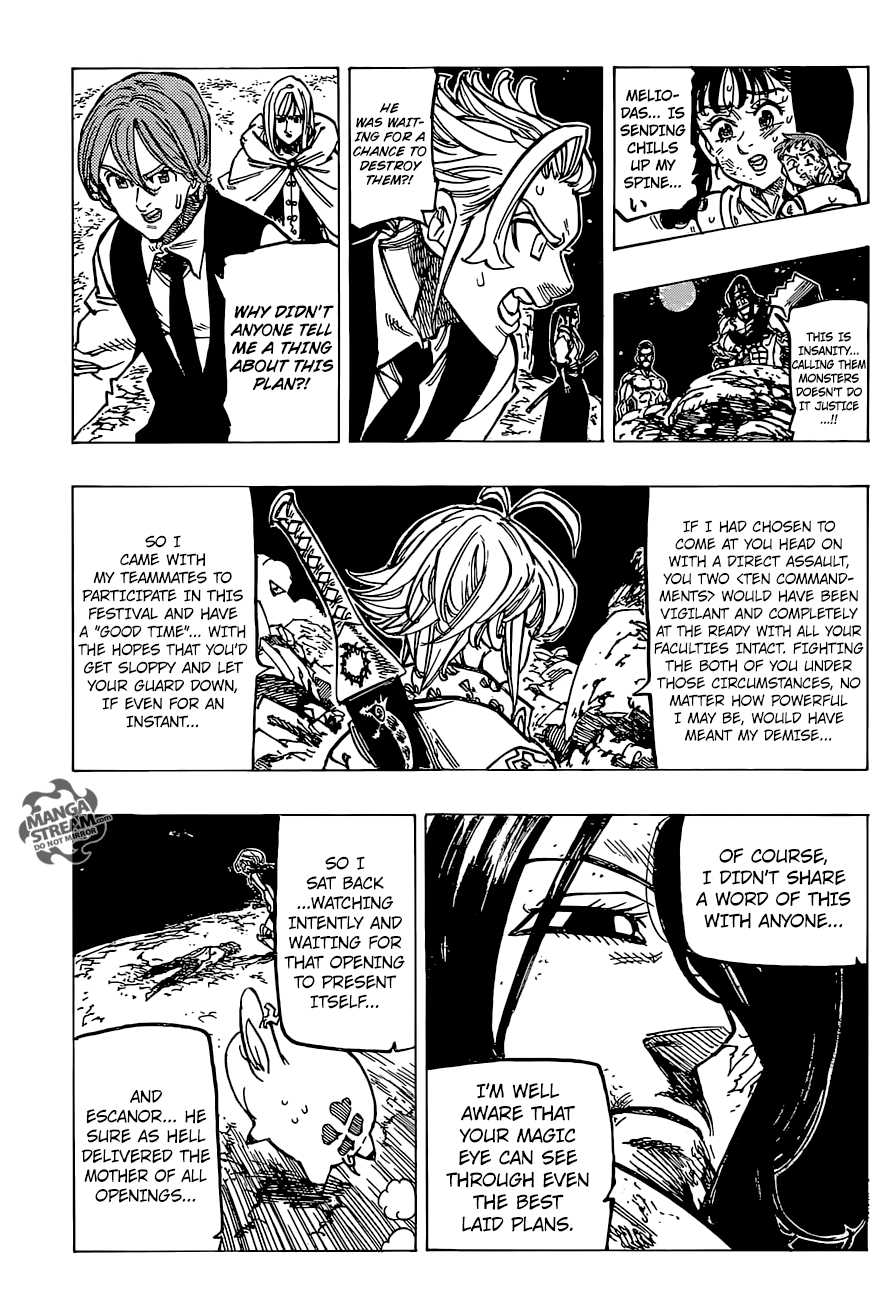 MELIO-
DAS... IS
SENDING
CHILLS
UP MY
SPINE...
い
THIS IS
INSANITY...
CALLING THEM
MONSTERS
DOESN'T DO
IT JUSTICE
...!!
HE
WAS WAIT-
ING FOR A
CHANCE TO
DESTROY
THEM?!
WHY DIDN'T
ANYONE TELL
ME A THING
ABOUT THIS
PLAN?!
IF I HAD CHOSEN TO
COME AT YOU HEAD ON
WITH A DIRECT ASSAULT,
YOU TWO <TEN COMMAND-
MENTS> WOULD HAVE BEEN
VIGILANT AND COMPLETELY
AT THE READY WITH ALL YOUR
FACULTIES INTACT. FIGHTING
THE BOTH OF YOU UNDER
THOSE CIRCUMSTANCES, NO
MATTER HOW POWERFUL
I MAY BE, WOULD HAVE
MEANT MY DEMISE...
SO I
CAME WITH
MY TEAMMATES TO
PARTICIPATE IN THIS
FESTIVAL AND HAVE
A "GOOD TIME"... WITH
THE HOPES THAT YOU'D
GET SLOPPY AND LET
YOUR GUARD DOWN,
IF EVEN FOR AN
INSTANT...
OF COURSE,
I DIDN'T SHARE
A WORD OF THIS
WITH ANYONE...
I'M WELL
AWARE THAT
YOUR MAGIC
EYE CAN SEE
THROUGH EVEN
THE BEST
LAID PLANS.
SO I
SAT BACK
...WATCHING
INTENTLY AND
WAITING FOR
THAT OPENING
TO PRESENT
ITSELF...
AND
ESCANOR... HE
SURE AS HELL
DELIVERED THE
MOTHER OF ALL
OPENINGS...
MANGA
STREAM.com
DO NOT MIRROR